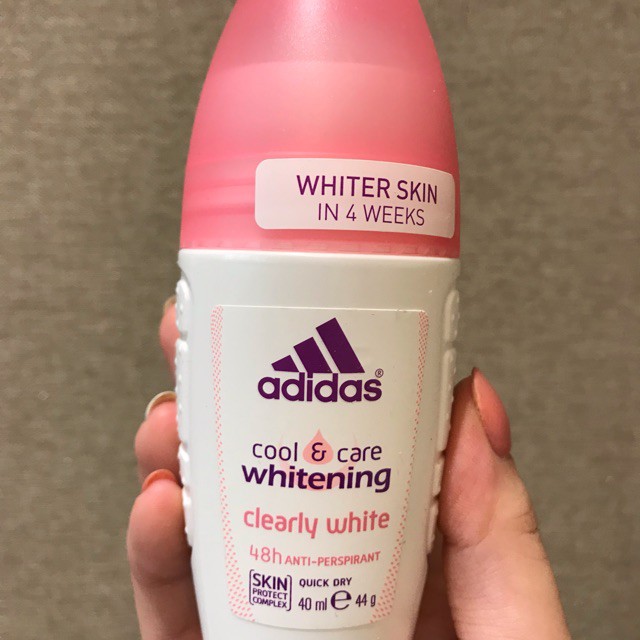 WHITER SKIN
IN 4 WEEKS
adidas®
cool & care
whitening
clearly white
48h ANTI-PERSPIRANT
SKIN
PROTECT
COMPLEX
QUICK DRY
40 ml e 44 g